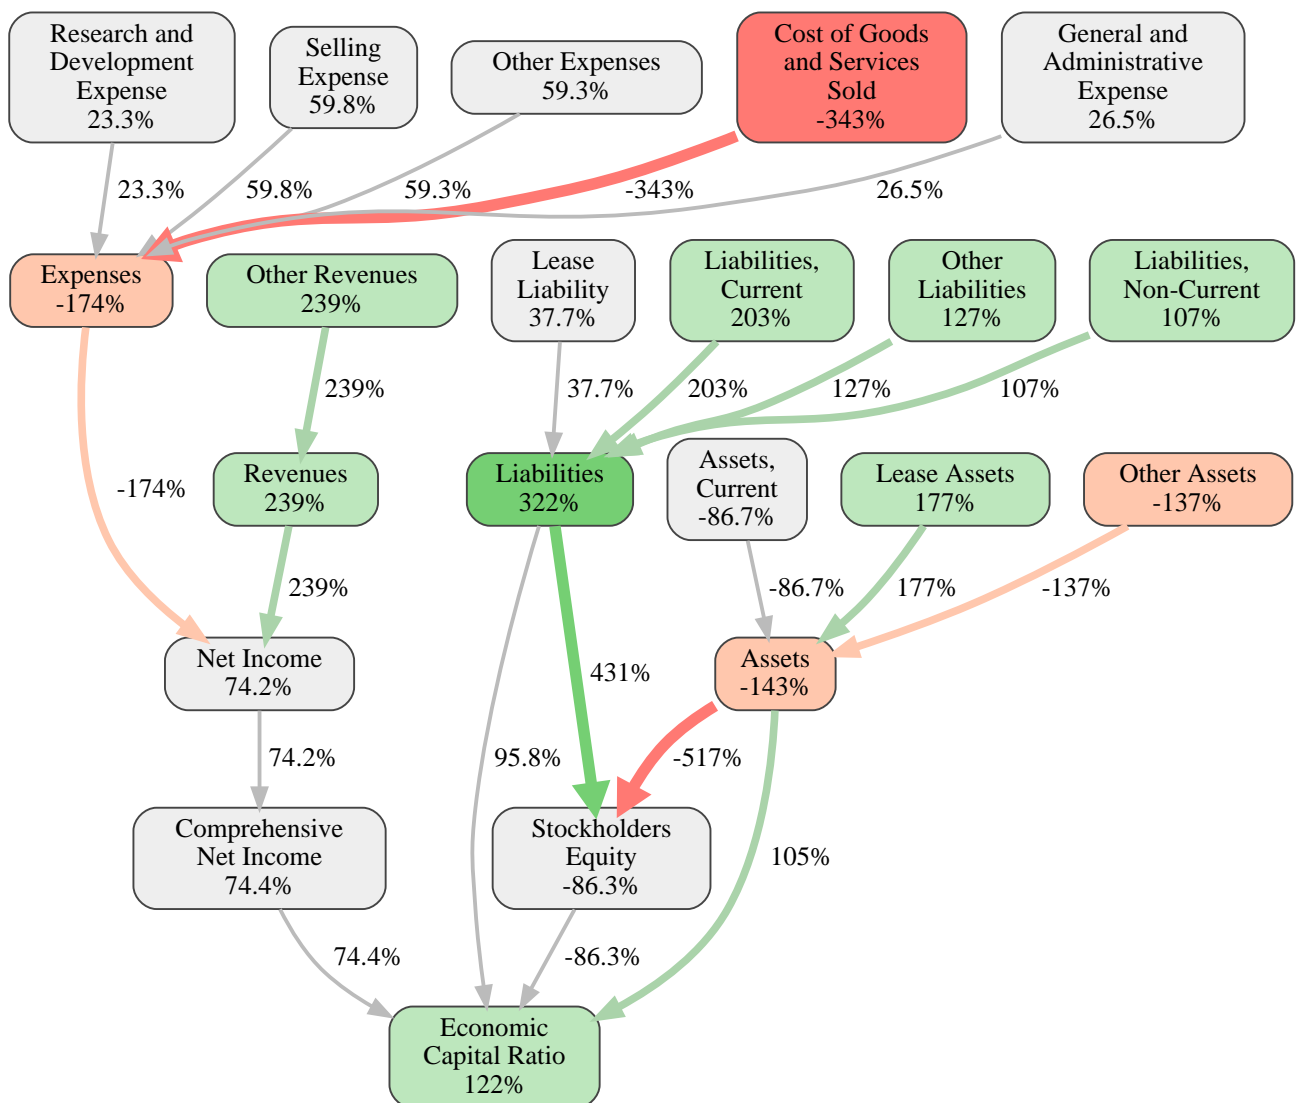 Research and
Development
Expense
23.3%
Selling
Expense
59.8%
Other Expenses
59.3%
Cost of Goods
and Services
Sold
-343%
General and
Administrative
Expense
26.5%
23.3%
59.8%
59.3%
-343%
26.5%
Expenses
-174%
Other Revenues
239%
Lease
Liability
37.7%
Liabilities,
Current
203%
Other
Liabilities
127%
Liabilities,
Non-Current
107%
239%
37.7%
203%
127%
107%
-174%
Revenues
239%
Liabilities
322%
Assets,
Current
-86.7%
Lease Assets
177%
Other Assets
-137%
239%
-86.7%
177%
-137%
Net Income
74.2%
431%
Assets
-143%
74.2%
95.8%
-517%
Comprehensive
Net Income
74.4%
Stockholders
Equity
-86.3%
105%
74.4%
-86.3%
Economic
Capital Ratio
122%